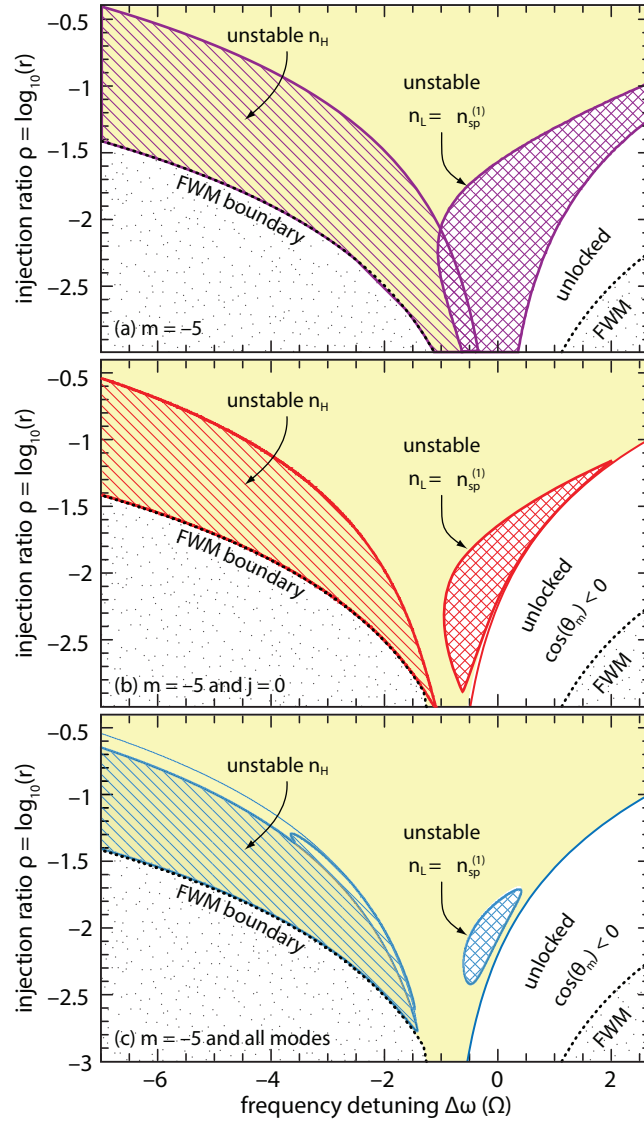 injection ratio ρ = log₁₀(r)
−0.5
−1
−1.5
−2
−2.5
unstable n_H
unstable
n_L = n_sp^(1)
FWM boundary
unlocked
FWM
(a) m = −5
injection ratio ρ = log₁₀(r)
−0.5
−1
−1.5
−2
−2.5
unstable n_H
unstable
n_L = n_sp^(1)
FWM boundary
unlocked
cos(θ_m) < 0
FWM
(b) m = −5 and j = 0
injection ratio ρ = log₁₀(r)
−0.5
−1
−1.5
−2
−2.5
−3
unstable n_H
unstable
n_L = n_sp^(1)
FWM boundary
unlocked
cos(θ_m) < 0
FWM
(c) m = −5 and all modes
−6 −4 −2 0 2
frequency detuning Δω (Ω)